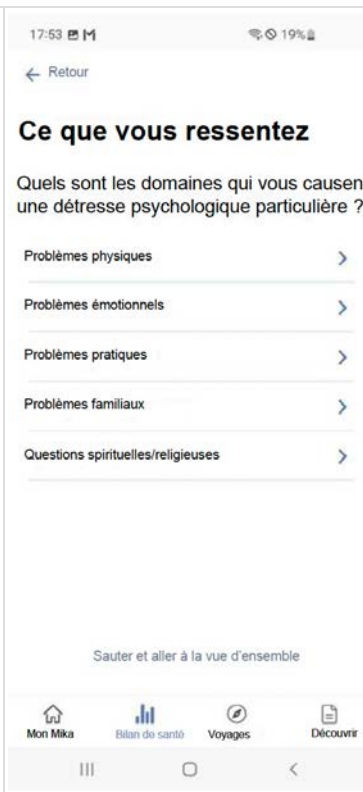 17:53
19%
← Retour
Ce que vous ressentez
Quels sont les domaines qui vous causen
une détresse psychologique particulière ?
Problèmes physiques
Problèmes émotionnels
Problèmes pratiques
Problèmes familiaux
Questions spirituelles/religieuses
Sauter et aller à la vue d'ensemble
Mon Mika
Bilan de santé
Voyages
Découvrir